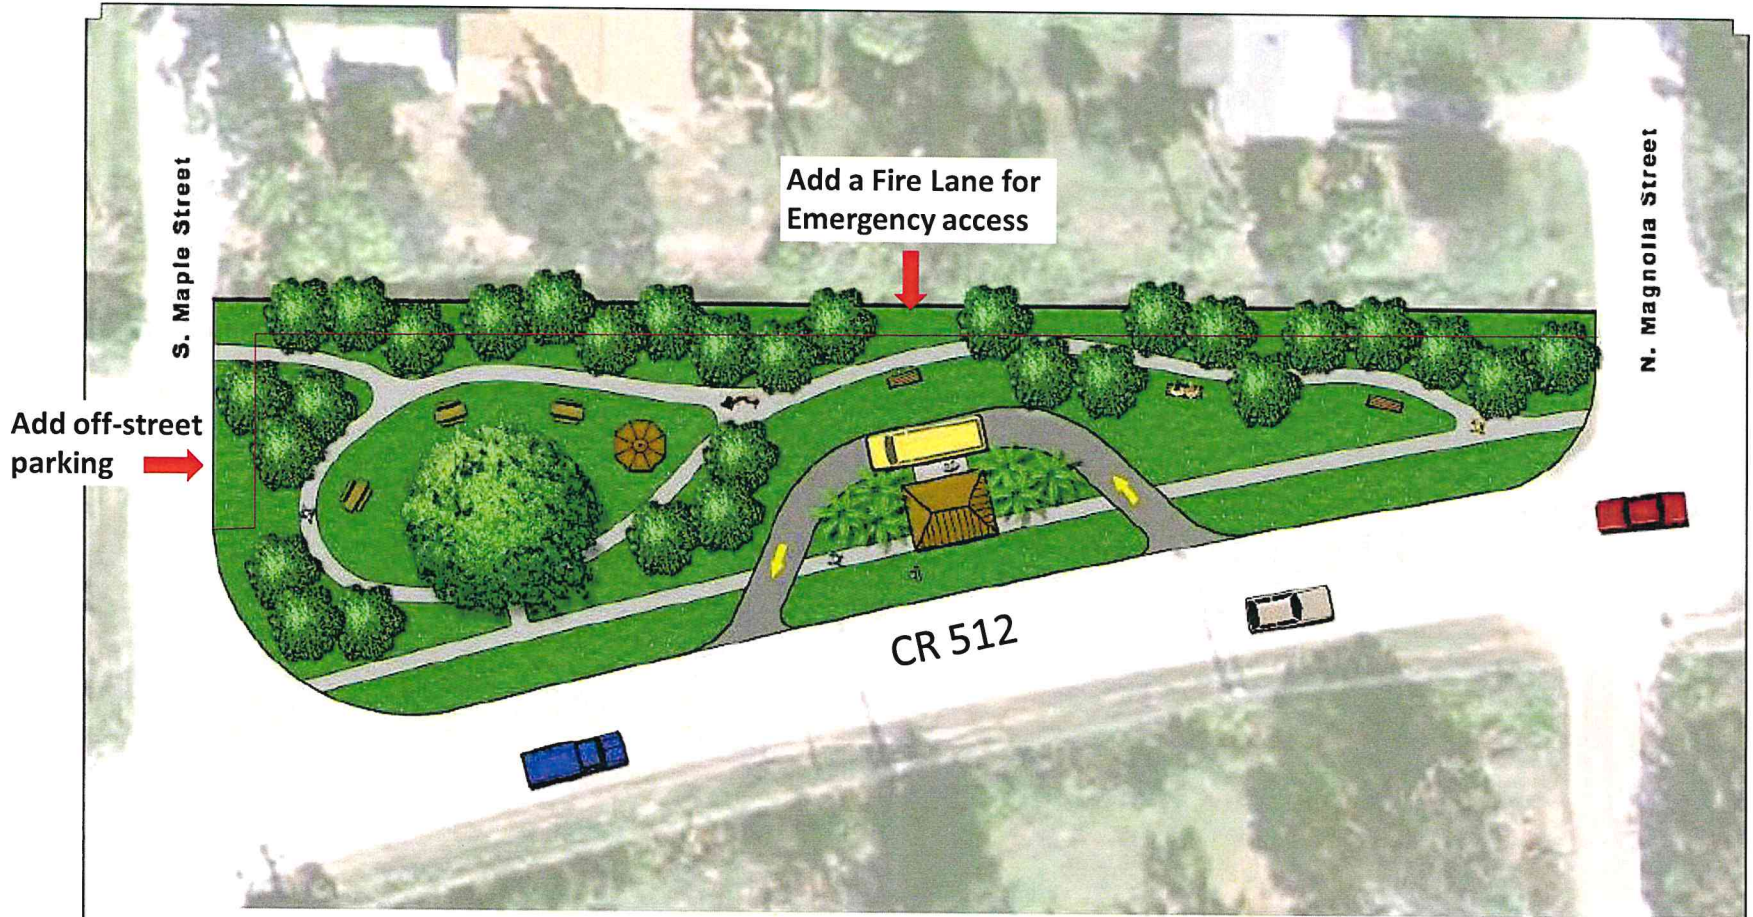 S. Maple Street
Add a Fire Lane for
Emergency access
N. Magnolia Street
Add off-street
parking
CR 512